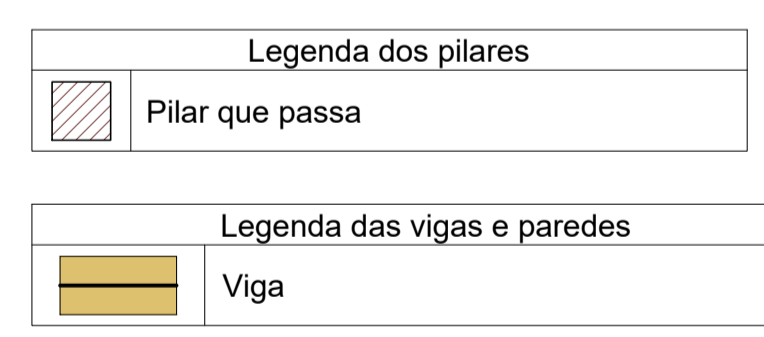 Legenda dos pilares
Pilar que passa
Legenda das vigas e paredes
Viga